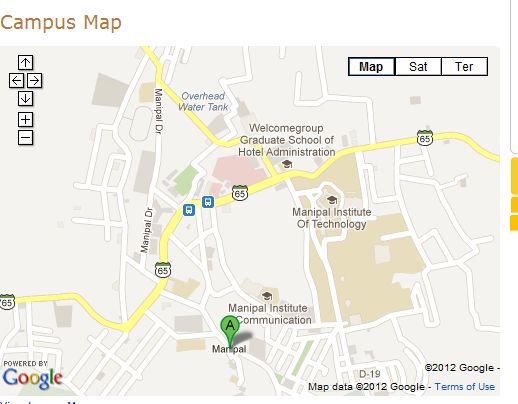 Campus Map
Map Sat Ter
Overhead
Water Tank
Manipal Dr
Welcomegroup
Graduate School of
Hotel Administration
65
65
Manipal Institute
Of Technology
Manipal Dr
65
65
Manipal Institute
Communication
A
Manipal
POWERED BY
Google
D-19
©2012 Google -
Map data ©2012 Google - Terms of Use